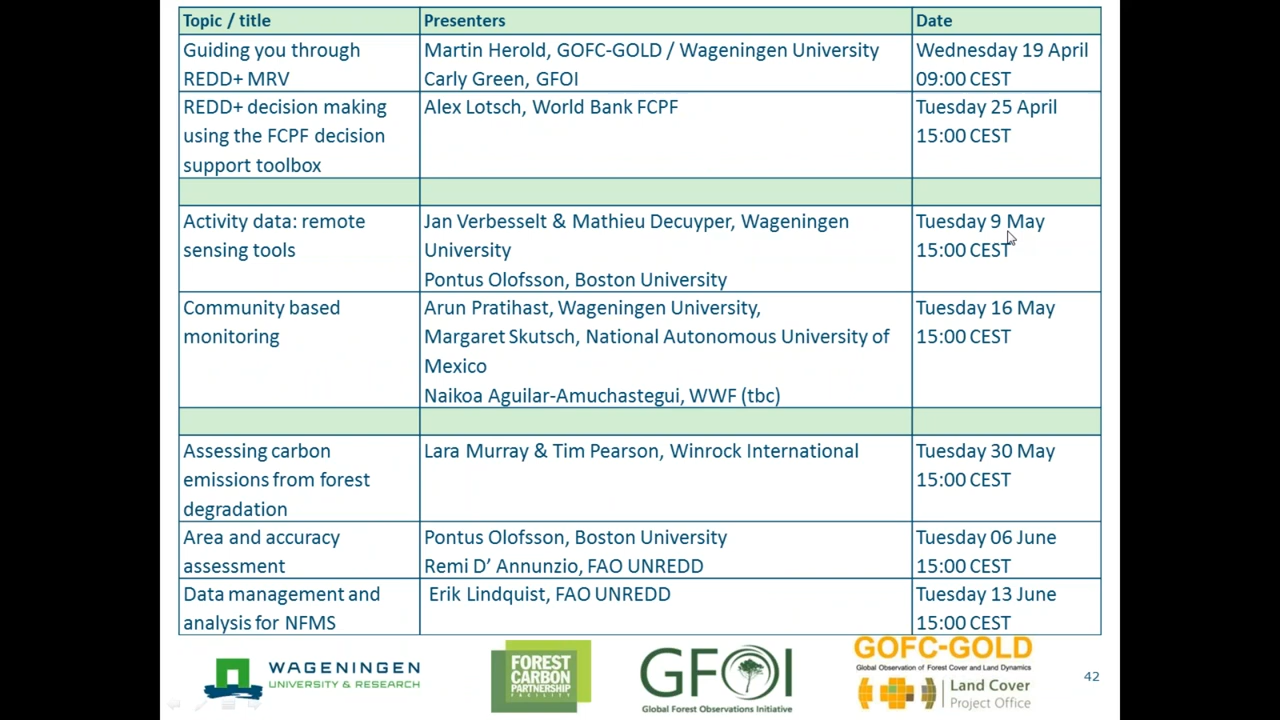 Topic / title
Presenters
Date
Guiding you through
REDD+ MRV
Martin Herold, GOFC-GOLD / Wageningen University
Carly Green, GFOI
Wednesday 19 April
09:00 CEST
REDD+ decision making
using the FCPF decision
support toolbox
Alex Lotsch, World Bank FCPF
Tuesday 25 April
15:00 CEST
Activity data: remote
sensing tools
Jan Verbesselt & Mathieu Decuyper, Wageningen
University
Pontus Olofsson, Boston University
Tuesday 9 May
15:00 CEST
Community based
monitoring
Arun Pratihast, Wageningen University,
Margaret Skutsch, National Autonomous University of
Mexico
Naikoa Aguilar-Amuchastegui, WWF (tbc)
Tuesday 16 May
15:00 CEST
Assessing carbon
emissions from forest
degradation
Lara Murray & Tim Pearson, Winrock International
Tuesday 30 May
15:00 CEST
Area and accuracy
assessment
Pontus Olofsson, Boston University
Remi D’ Annunzio, FAO UNREDD
Tuesday 06 June
15:00 CEST
Data management and
analysis for NFMS
Erik Lindquist, FAO UNREDD
Tuesday 13 June
15:00 CEST
WAGENINGEN
UNIVERSITY & RESEARCH
FOREST
CARBON
PARTNERSHIP
FACILITY
GFOI
Global Forest Observations Initiative
GOFC-GOLD
Global Observation of Forest Cover and Land Dynamics
Land Cover
Project Office
42